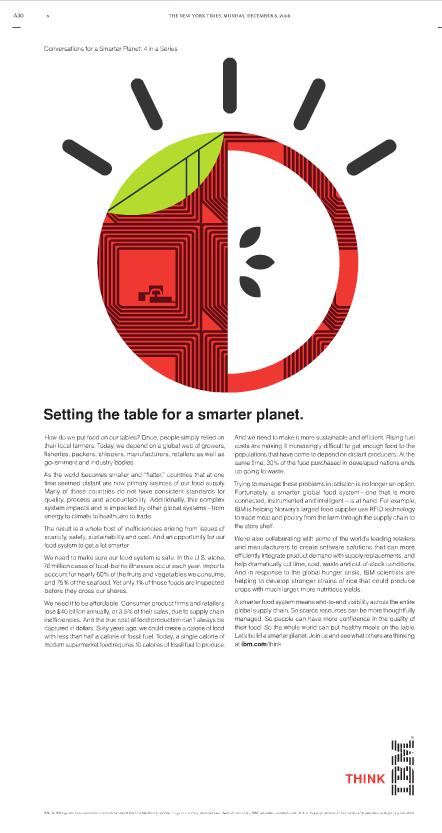 A30
THE NEW YORK TIMES, MONDAY, DECEMBER 8, 2008
Conversations for a Smarter Planet: 4 in a Series
Setting the table for a smarter planet.
How do we put food on our tables? Once, people simply relied on
their local farmers. Today, we depend on a global web of growers,
fisheries, packers, shippers, manufacturers, retailers as well as
government and industry bodies.
As the world becomes smaller and “flatter,” countries that at one
time seemed distant are now primary sources of our food supply.
Many of those countries do not have consistent standards for
quality, process and accountability. Additionally, this complex
system impacts and is impacted by other global systems—from
energy to climate to healthcare to trade.
The result is a whole host of inefficiencies arising from issues of
scarcity, safety, sustainability and cost. And an opportunity for our
food system to get a lot smarter.
We need to make sure our food system is safe. In the U.S. alone,
76 million cases of food-borne illnesses occur each year. Imports
account for nearly 60% of the fruits and vegetables we consume,
and 75% of the seafood. Yet only 1% of those foods are inspected
before they cross our shores.
We need it to be affordable. Consumer product firms and retailers
lose $40 billion annually, or 3.5% of their sales, due to supply chain
inefficiencies. And the true cost of food production can’t always be
captured in dollars. Sixty years ago, we could create a calorie of food
with less than half a calorie of fossil fuel. Today, a single calorie of
modern supermarket food requires 10 calories of fossil fuel to produce.
And we need to make it more sustainable and efficient. Rising fuel
costs are making it increasingly difficult to get enough food to the
populations that have come to depend on distant producers. At the
same time, 30% of the food purchased in developed nations ends
up going to waste.
Trying to manage these problems in isolation is no longer an option.
Fortunately, a smarter global food system—one that is more
connected, instrumented and intelligent—is at hand. For example,
IBM is helping Norway’s largest food supplier use RFID technology
to trace meat and poultry from the farm through the supply chain to
the store shelf.
We’re also collaborating with some of the world’s leading retailers
and manufacturers to create software solutions that can more
efficiently integrate product demand with supply replacements, and
help dramatically cut time, cost, waste and out-of-stock conditions.
And in response to the global hunger crisis, IBM scientists are
helping to develop stronger strains of rice that could produce
crops with much larger, more nutritious yields.
A smarter food system means end-to-end visibility across the entire
global supply chain. So scarce resources can be more thoughtfully
managed. So people can have more confidence in the quality of
their food. So the whole world can put healthy meals on the table.
Let’s build a smarter planet. Join us and see what others are thinking
at ibm.com/think
THINK
IBM